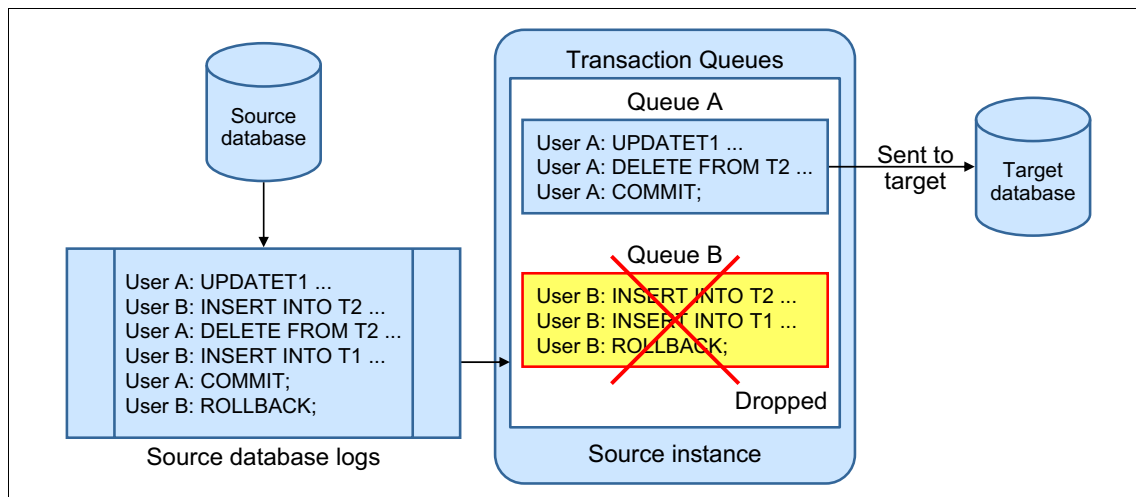 Source
database
User A: UPDATET1 ...
User B: INSERT INTO T2 ...
User A: DELETE FROM T2 ...
User B: INSERT INTO T1 ...
User A: COMMIT;
User B: ROLLBACK;
Source database logs
Transaction Queues
Queue A
User A: UPDATET1 ...
User A: DELETE FROM T2 ...
User A: COMMIT;
Queue B
User B: INSERT INTO T2 ...
User B: INSERT INTO T1 ...
User B: ROLLBACK;
Dropped
Source instance
Sent to
target
Target
database